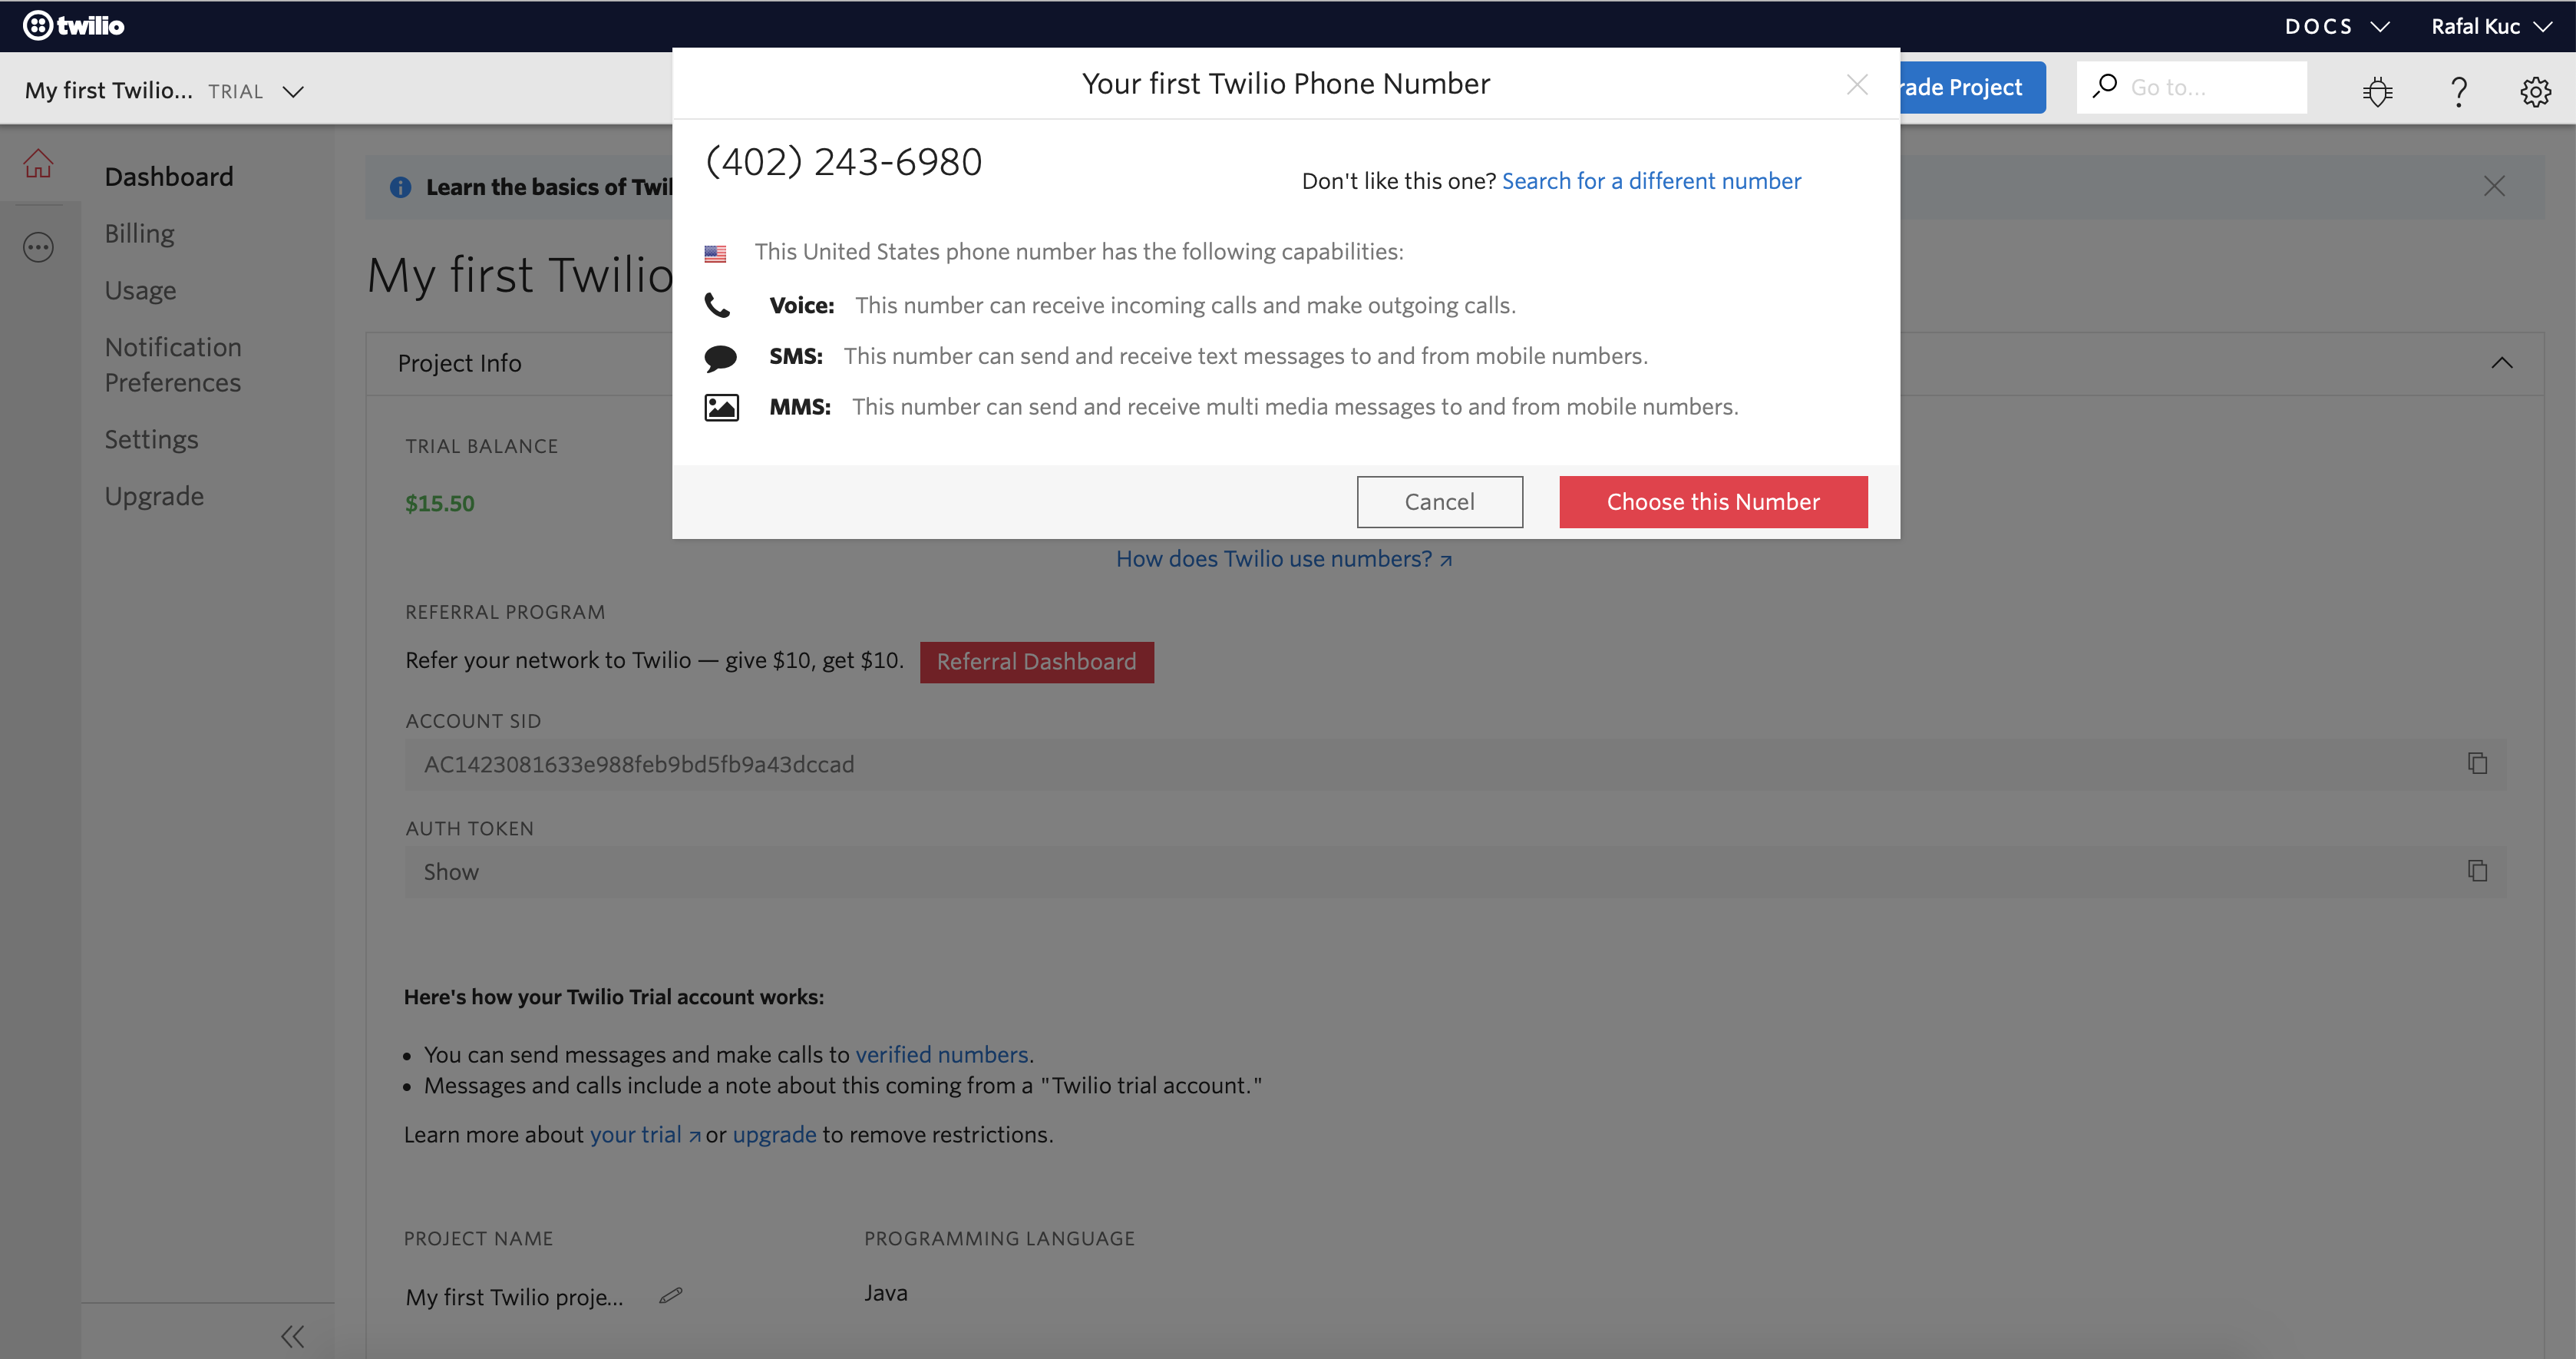 twilio
DOCS
Rafal Kuc
My first Twilio... TRIAL
rade Project
Go to...
Your first Twilio Phone Number
(402) 243-6980
Don't like this one? Search for a different number
This United States phone number has the following capabilities:
Voice: This number can receive incoming calls and make outgoing calls.
SMS: This number can send and receive text messages to and from mobile numbers.
MMS: This number can send and receive multi media messages to and from mobile numbers.
Cancel
Choose this Number
Dashboard
Billing
Usage
Notification
Preferences
Settings
Upgrade
Learn the basics of Twil
My first Twilio
Project Info
TRIAL BALANCE
$15.50
How does Twilio use numbers?
REFERRAL PROGRAM
Refer your network to Twilio — give $10, get $10. Referral Dashboard
ACCOUNT SID
AC1423081633e988feb9bd5fb9a43dccad
AUTH TOKEN
Show
Here's how your Twilio Trial account works:
• You can send messages and make calls to verified numbers.
• Messages and calls include a note about this coming from a "Twilio trial account."
Learn more about your trial or upgrade to remove restrictions.
PROJECT NAME
My first Twilio proje...
PROGRAMMING LANGUAGE
Java